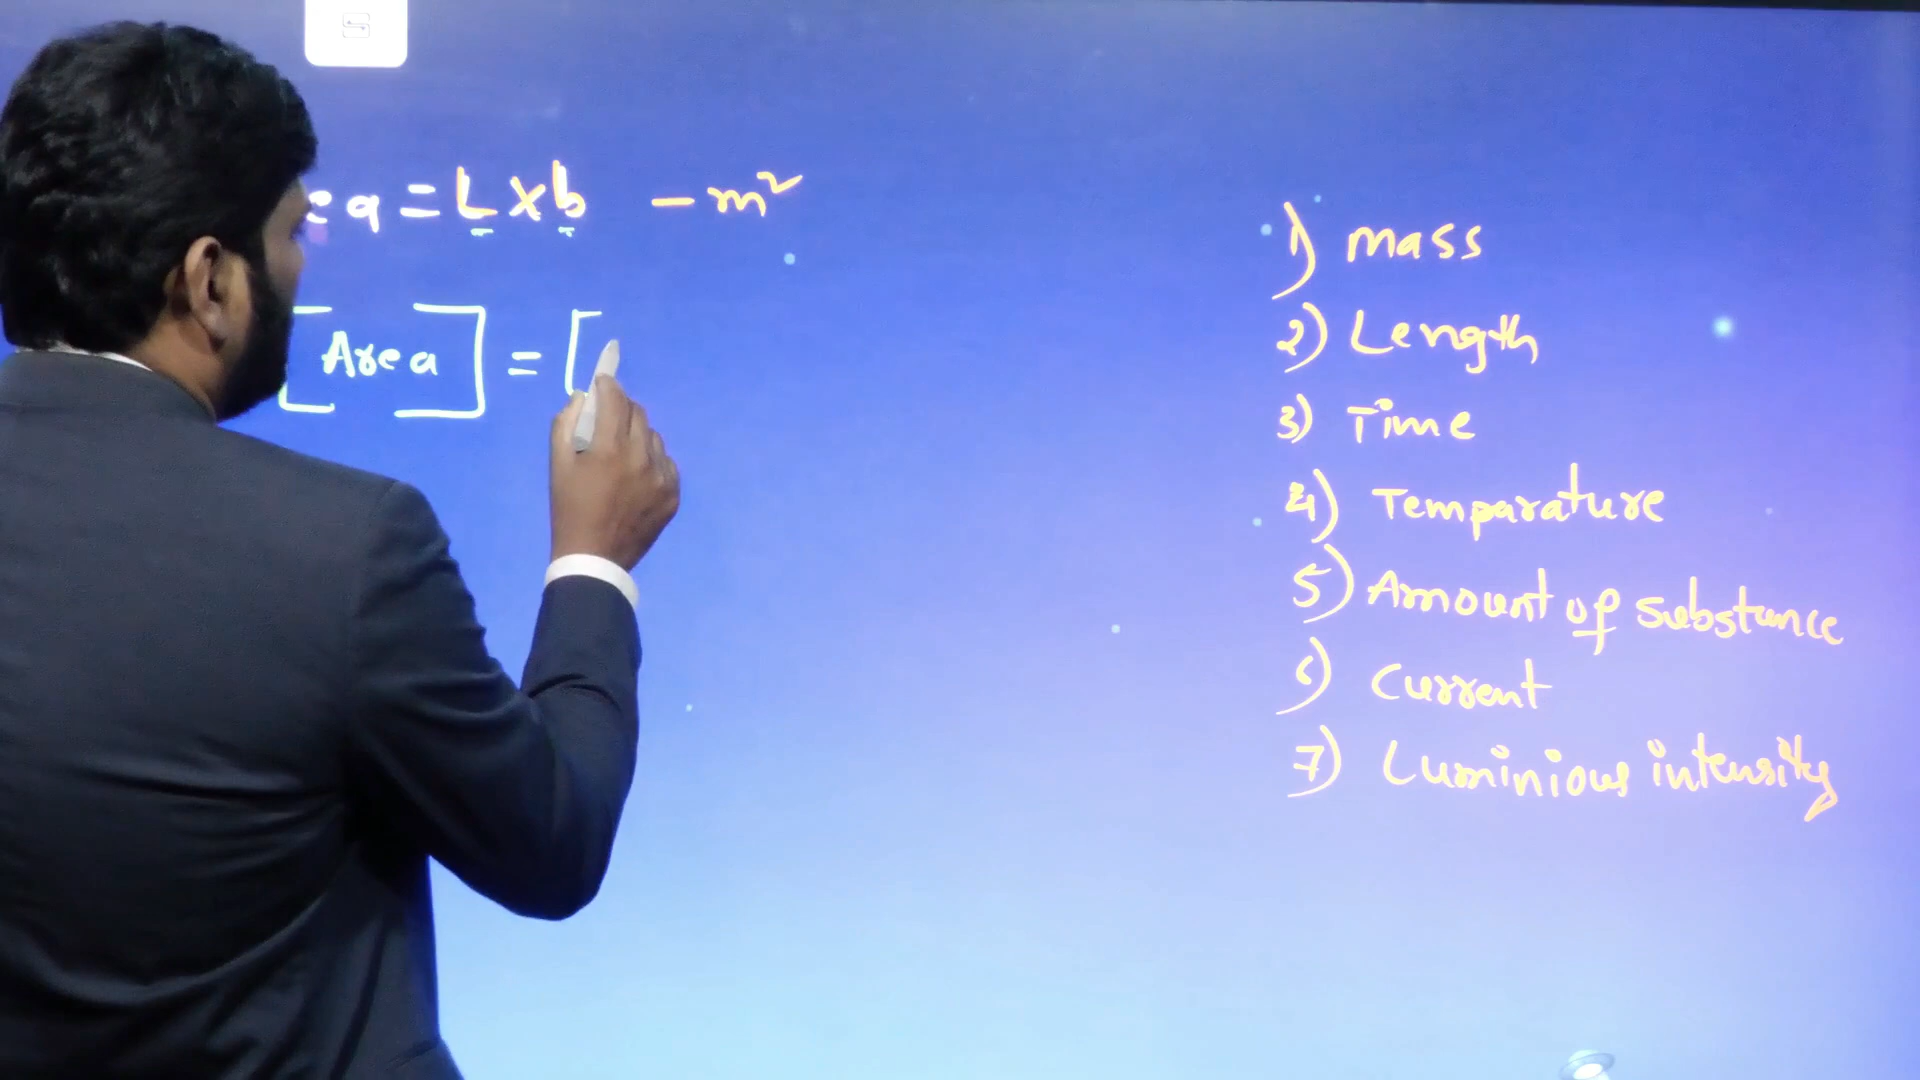 ea = L × b - m²
[Area] = [
1) mass
2) Length
3) Time
4) Temparature
5) Amount of substance
6) Current
7) Luminious intensity